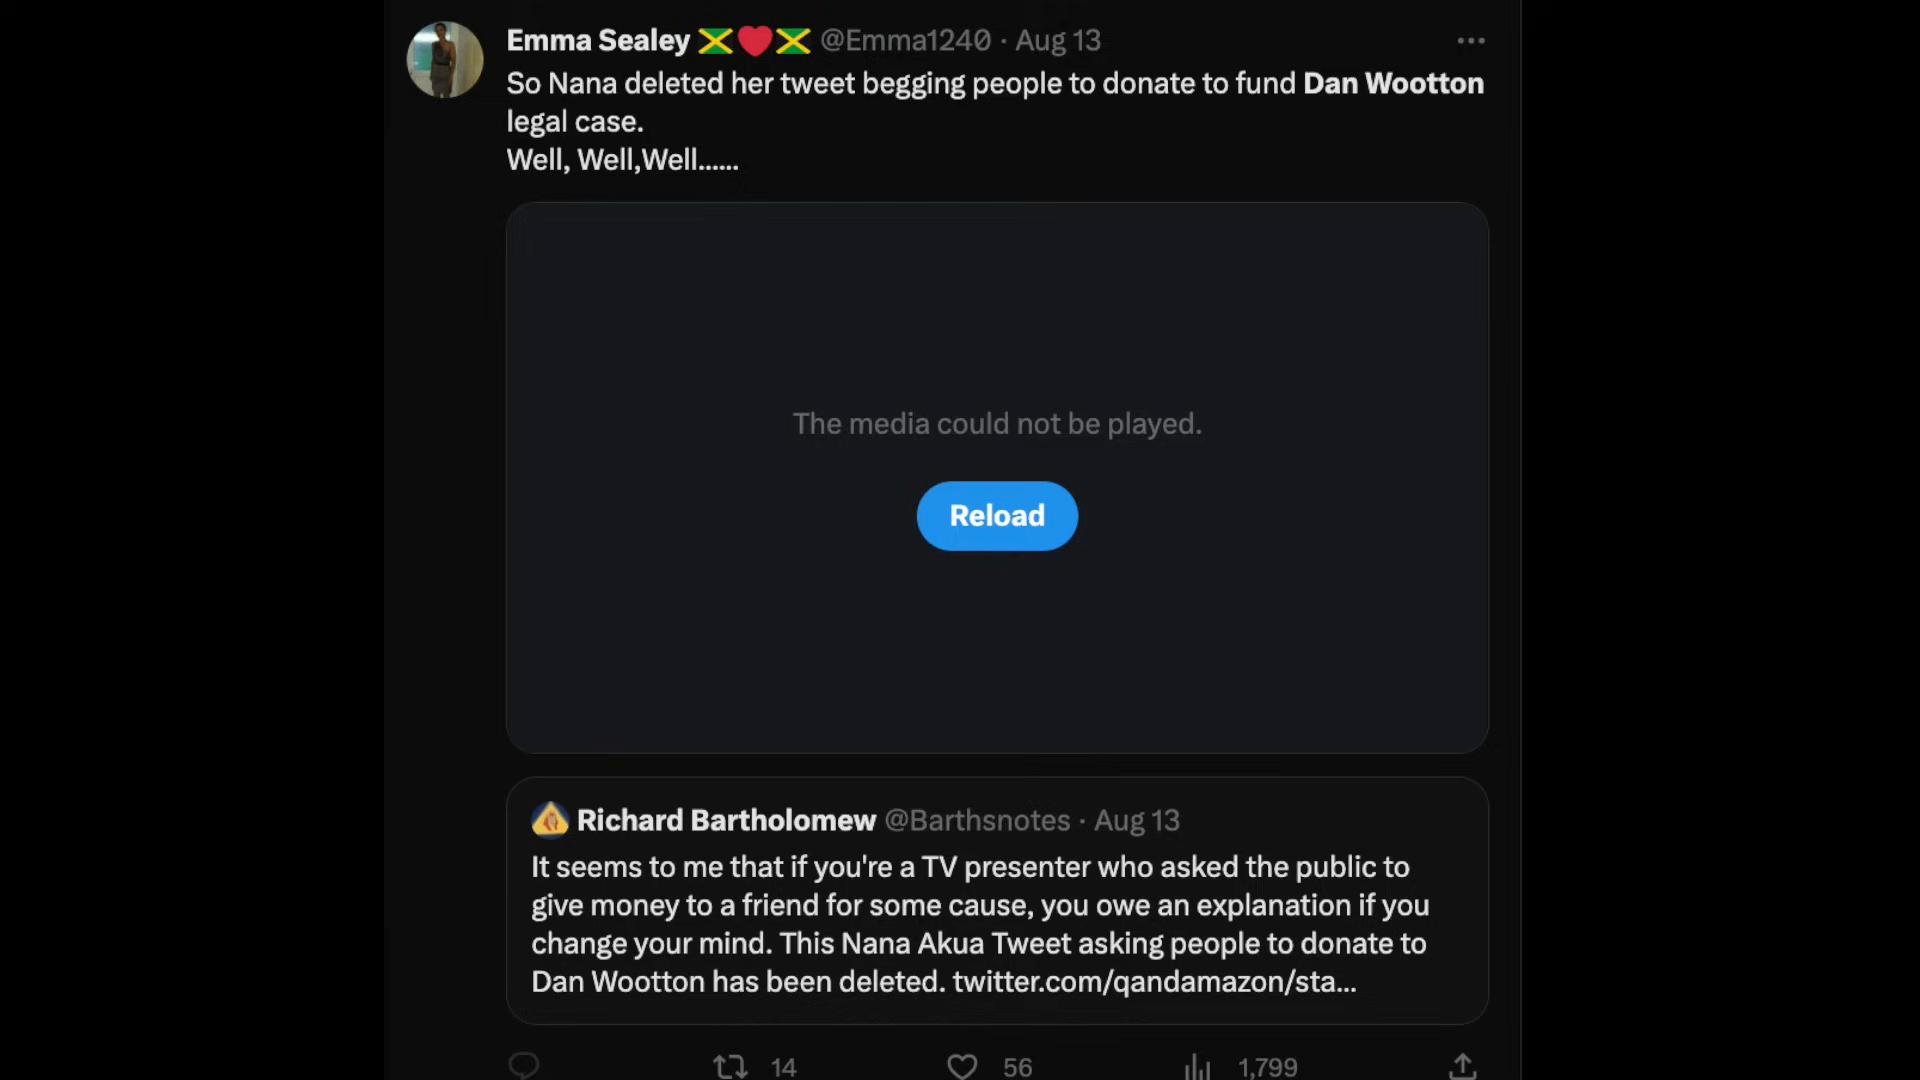 Emma Sealey 🇯🇲❤️🇯🇲 @Emma1240 · Aug 13
So Nana deleted her tweet begging people to donate to fund Dan Wootton
legal case.
Well, Well,Well......
The media could not be played.
Reload
Richard Bartholomew @Barthsnotes · Aug 13
It seems to me that if you're a TV presenter who asked the public to
give money to a friend for some cause, you owe an explanation if you
change your mind. This Nana Akua Tweet asking people to donate to
Dan Wootton has been deleted. twitter.com/qandamazon/sta...
14 56 1,799